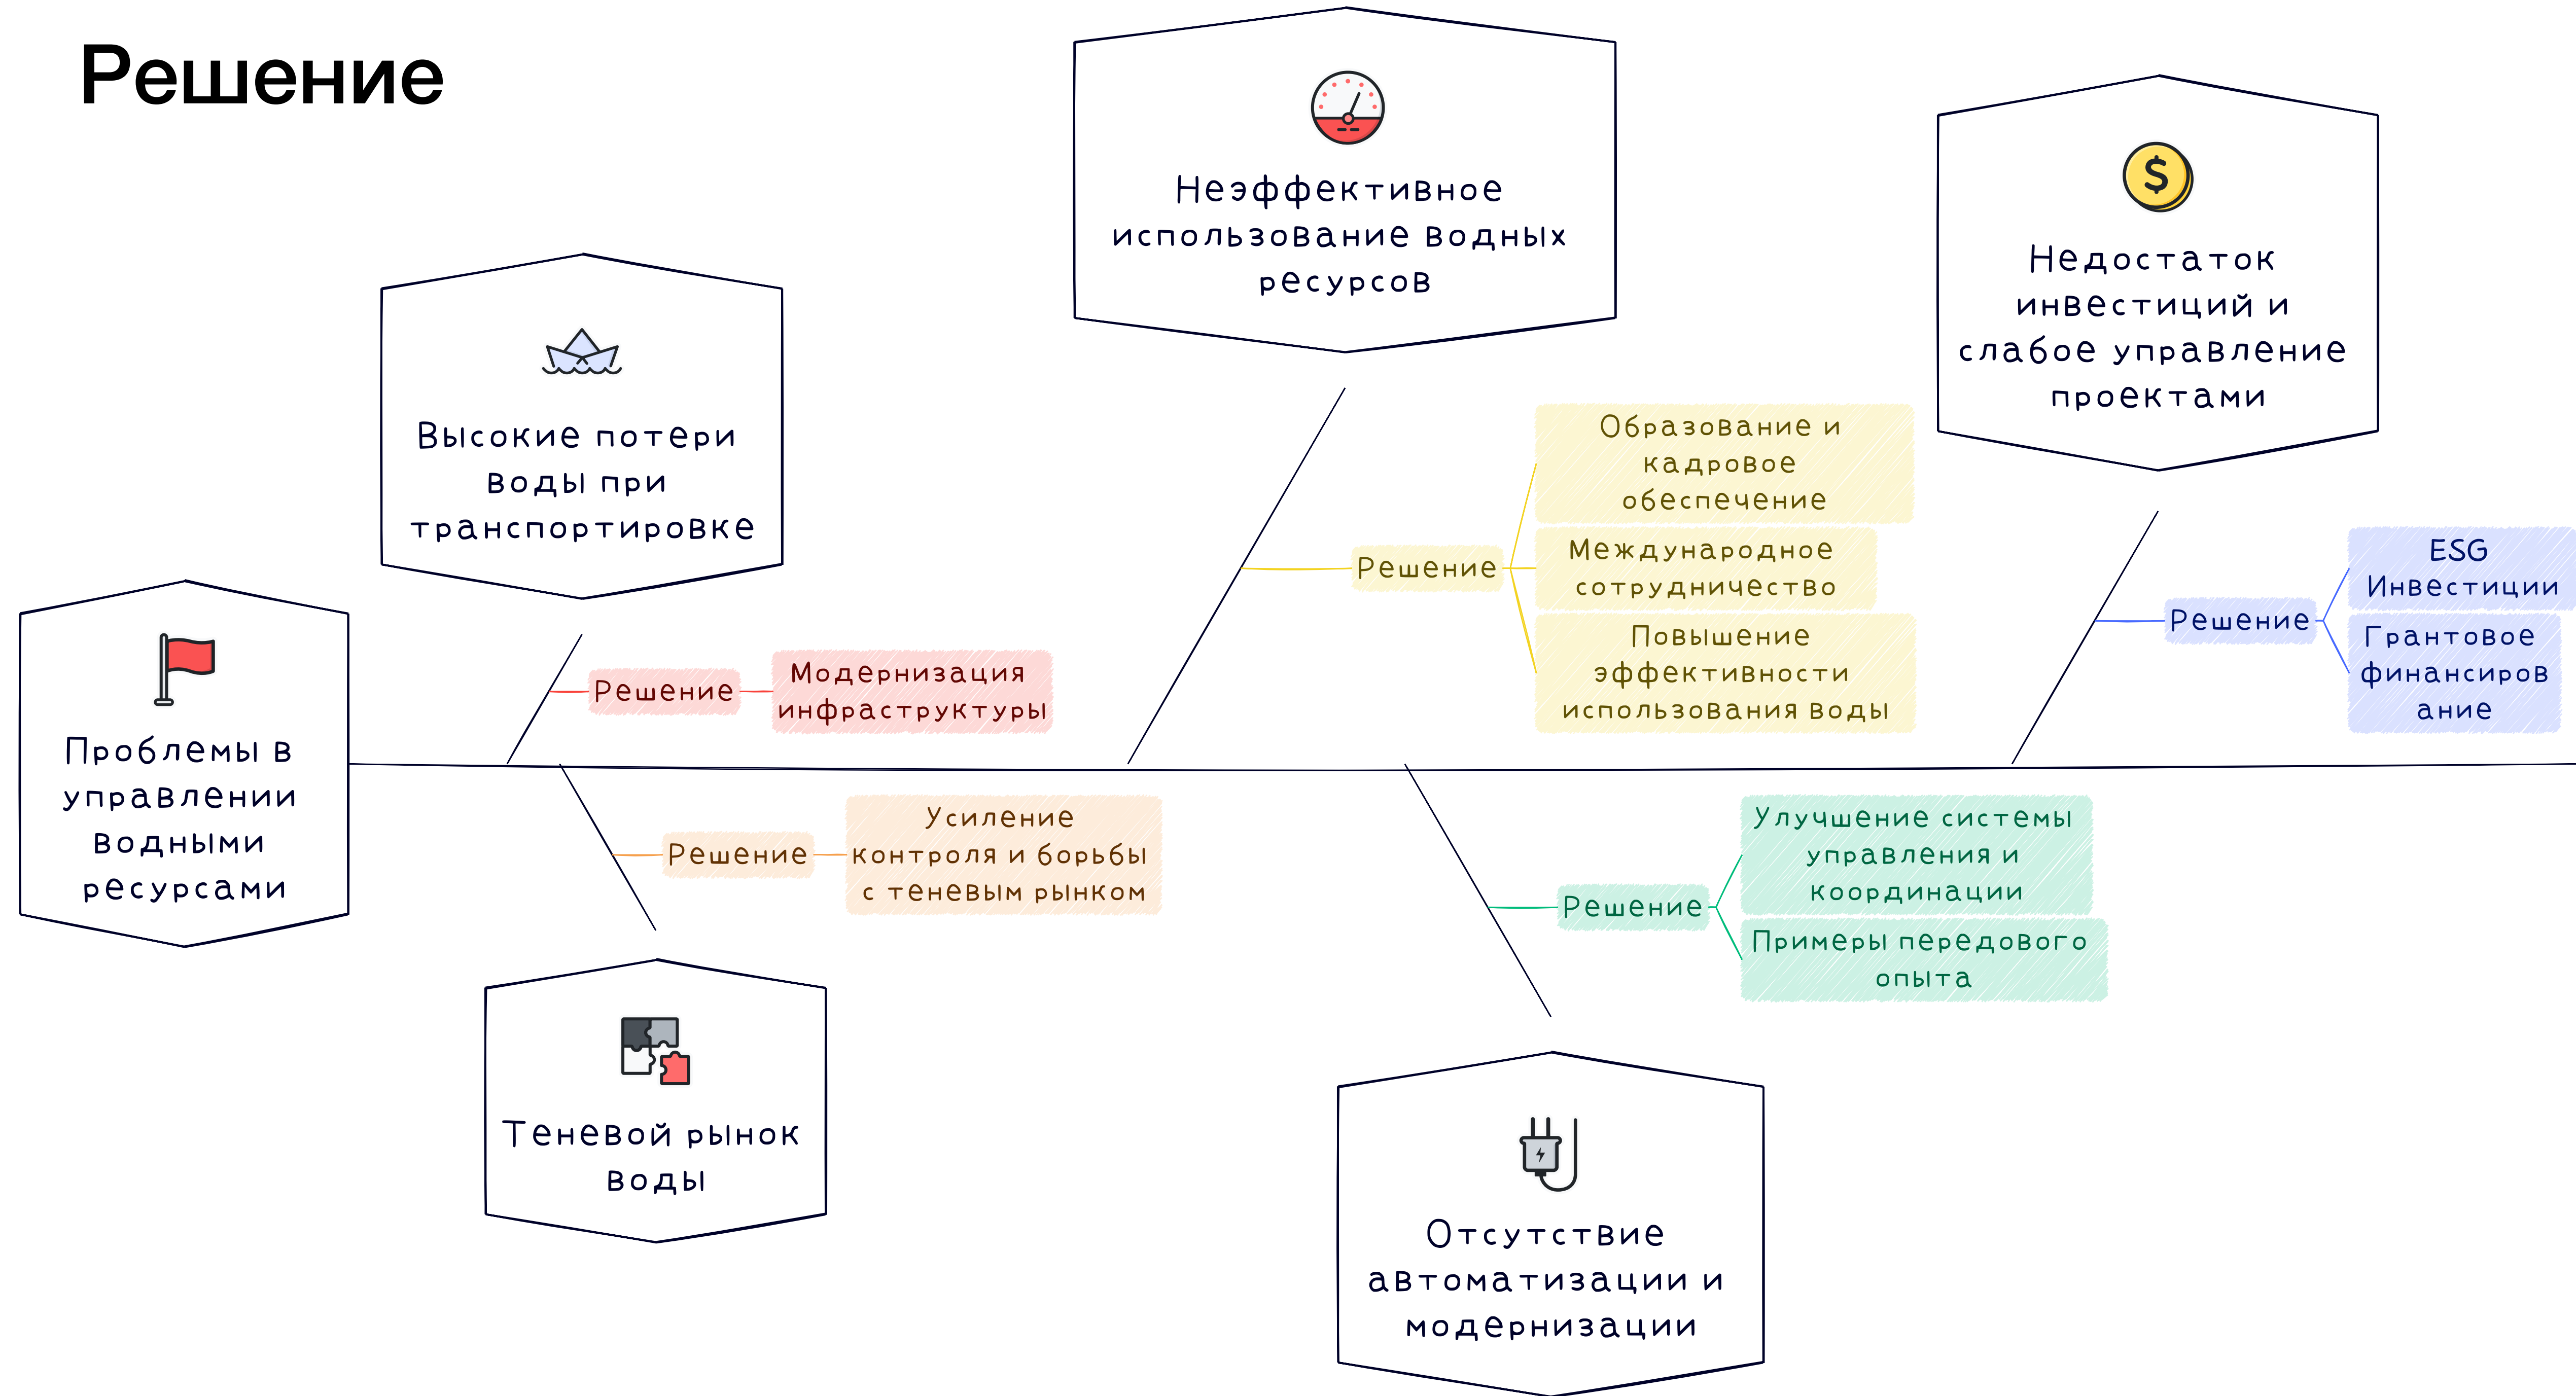 Решение
Неэффективное
использование водных
ресурсов
$
Недостаток
инвестиций и
слабое управление
проектами
Высокие потери
воды при
транспортировке
Проблемы в
управлении
водными
ресурсами
Решение
Модернизация
инфраструктуры
Решение
Образование и
кадровое
обеспечение
Международное
сотрудничество
Повышение
эффективности
использования воды
Решение
ESG
Инвестиции
Грантовое
финансиров
ание
Решение
Усиление
контроля и борьбы
с теневым рынком
Решение
Улучшение системы
управления и
координации
Примеры передового
опыта
Теневой рынок
воды
Отсутствие
автоматизации и
модернизации